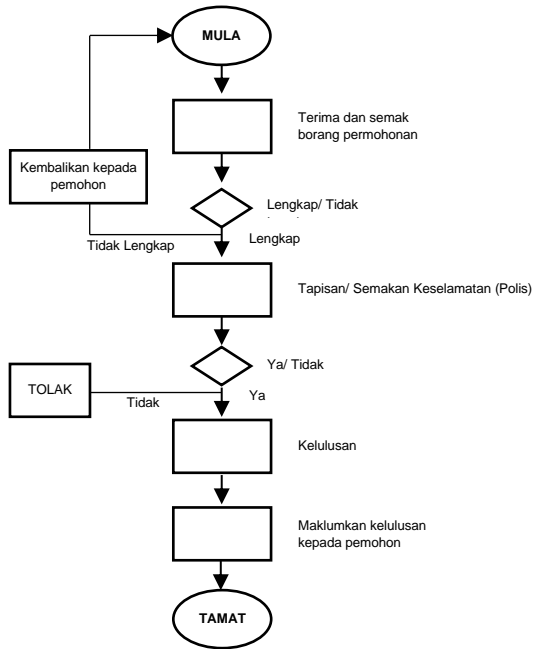 MULA
Terima dan semak
borang permohonan
Kembalikan kepada
pemohon
Lengkap/ Tidak
Tidak Lengkap
Lengkap
Tapisan/ Semakan Keselamatan (Polis)
Ya/ Tidak
TOLAK
Tidak
Ya
Kelulusan
Maklumkan kelulusan
kepada pemohon
TAMAT